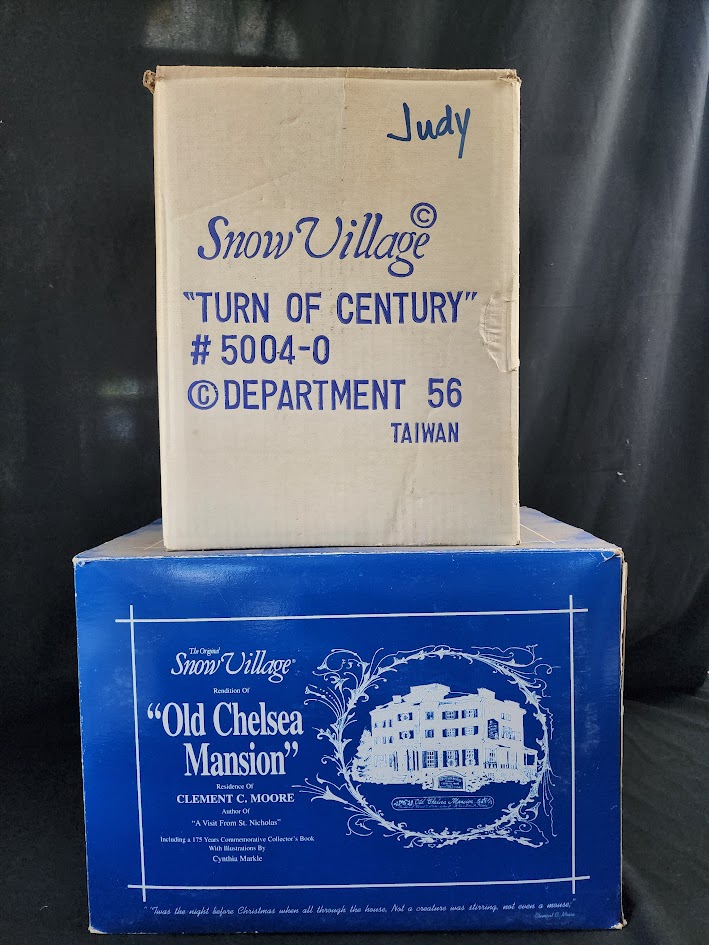 Judy
Snow Village©
"TURN OF CENTURY"
# 5004-0
© DEPARTMENT 56
TAIWAN
The Original
Snow Village®
Rendition Of
"Old Chelsea
Mansion"
Residence Of
CLEMENT C. MOORE
Author Of
"A Visit From St. Nicholas"
Including a 175 Years Commemorative Collector's Book
With Illustrations By
Cynthia Markle
Old Chelsea Mansion
" 'Twas the night before Christmas when all through the house, Not a creature was stirring, not even a mouse;"
Clement C. Moore